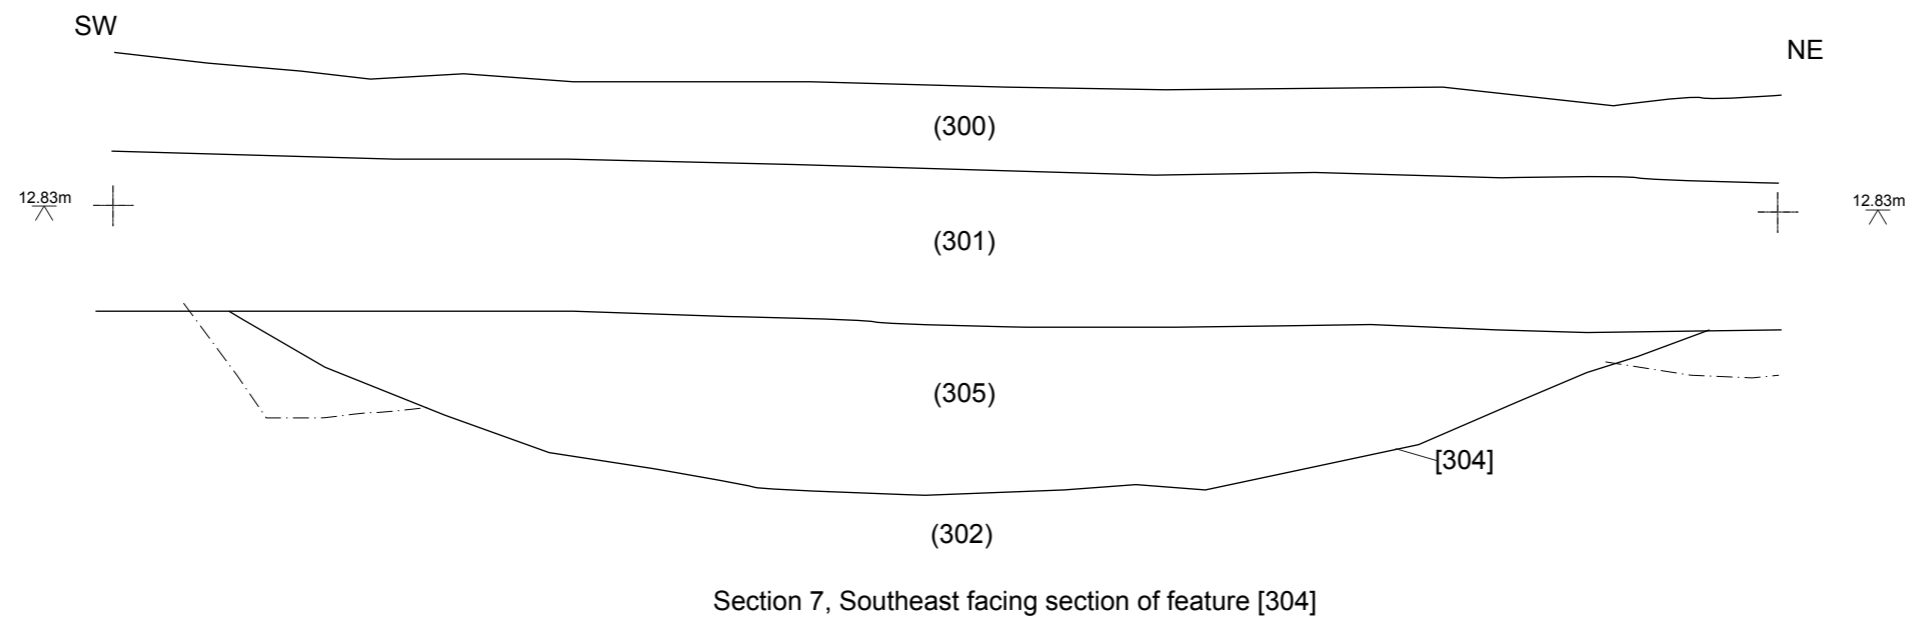 SW
NE
(300)
12.83m
12.83m
(301)
(305)
[304]
(302)
Section 7, Southeast facing section of feature [304]